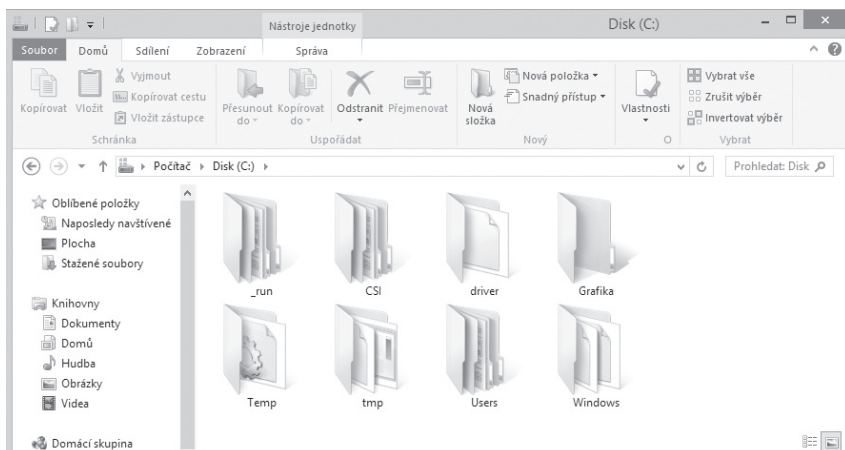 Nástroje jednotky
Disk (C:)
Soubor Domů Sdílení Zobrazení Správa
Kopírovat
Vložit
Vyjmout
Kopírovat cestu
Vložit zástupce
Schránka
Přesunout do
Kopírovat do
Odstranit
Přejmenovat
Uspořádat
Nová složka
Nová položka
Snadný přístup
Nový
Vlastnosti
O
Vybrat vše
Zrušit výběr
Invertovat výběr
Vybrat
Počítač Disk (C:)
Prohledat: Disk
Oblíbené položky
Naposledy navštívené
Plocha
Stažené soubory
Knihovny
Dokumenty
Domů
Hudba
Obrázky
Videa
Domácí skupina
_run CSI driver Grafika
Temp tmp Users Windows